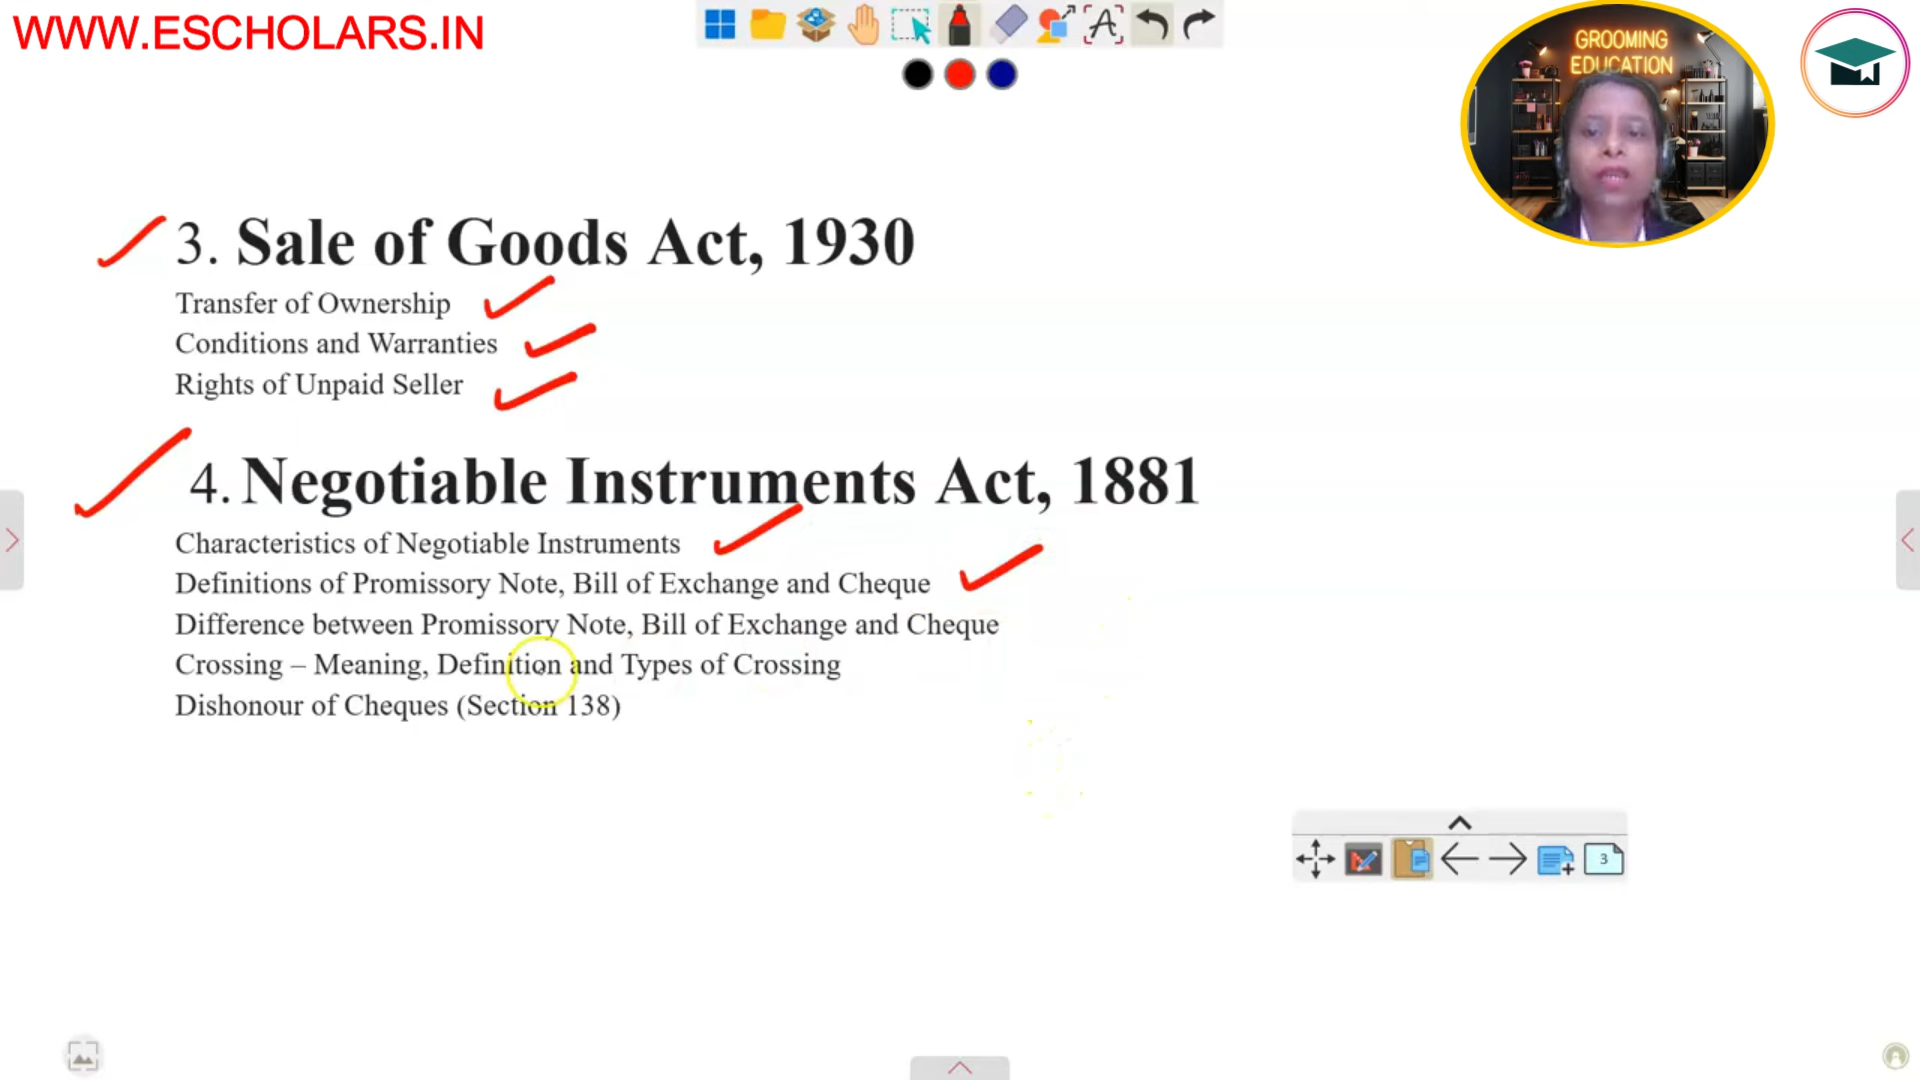 WWW.ESCHOLARS.IN
GROOMING
EDUCATION
3. Sale of Goods Act, 1930
Transfer of Ownership
Conditions and Warranties
Rights of Unpaid Seller
4. Negotiable Instruments Act, 1881
Characteristics of Negotiable Instruments
Definitions of Promissory Note, Bill of Exchange and Cheque
Difference between Promissory Note, Bill of Exchange and Cheque
Crossing – Meaning, Definition and Types of Crossing
Dishonour of Cheques (Section 138)
3